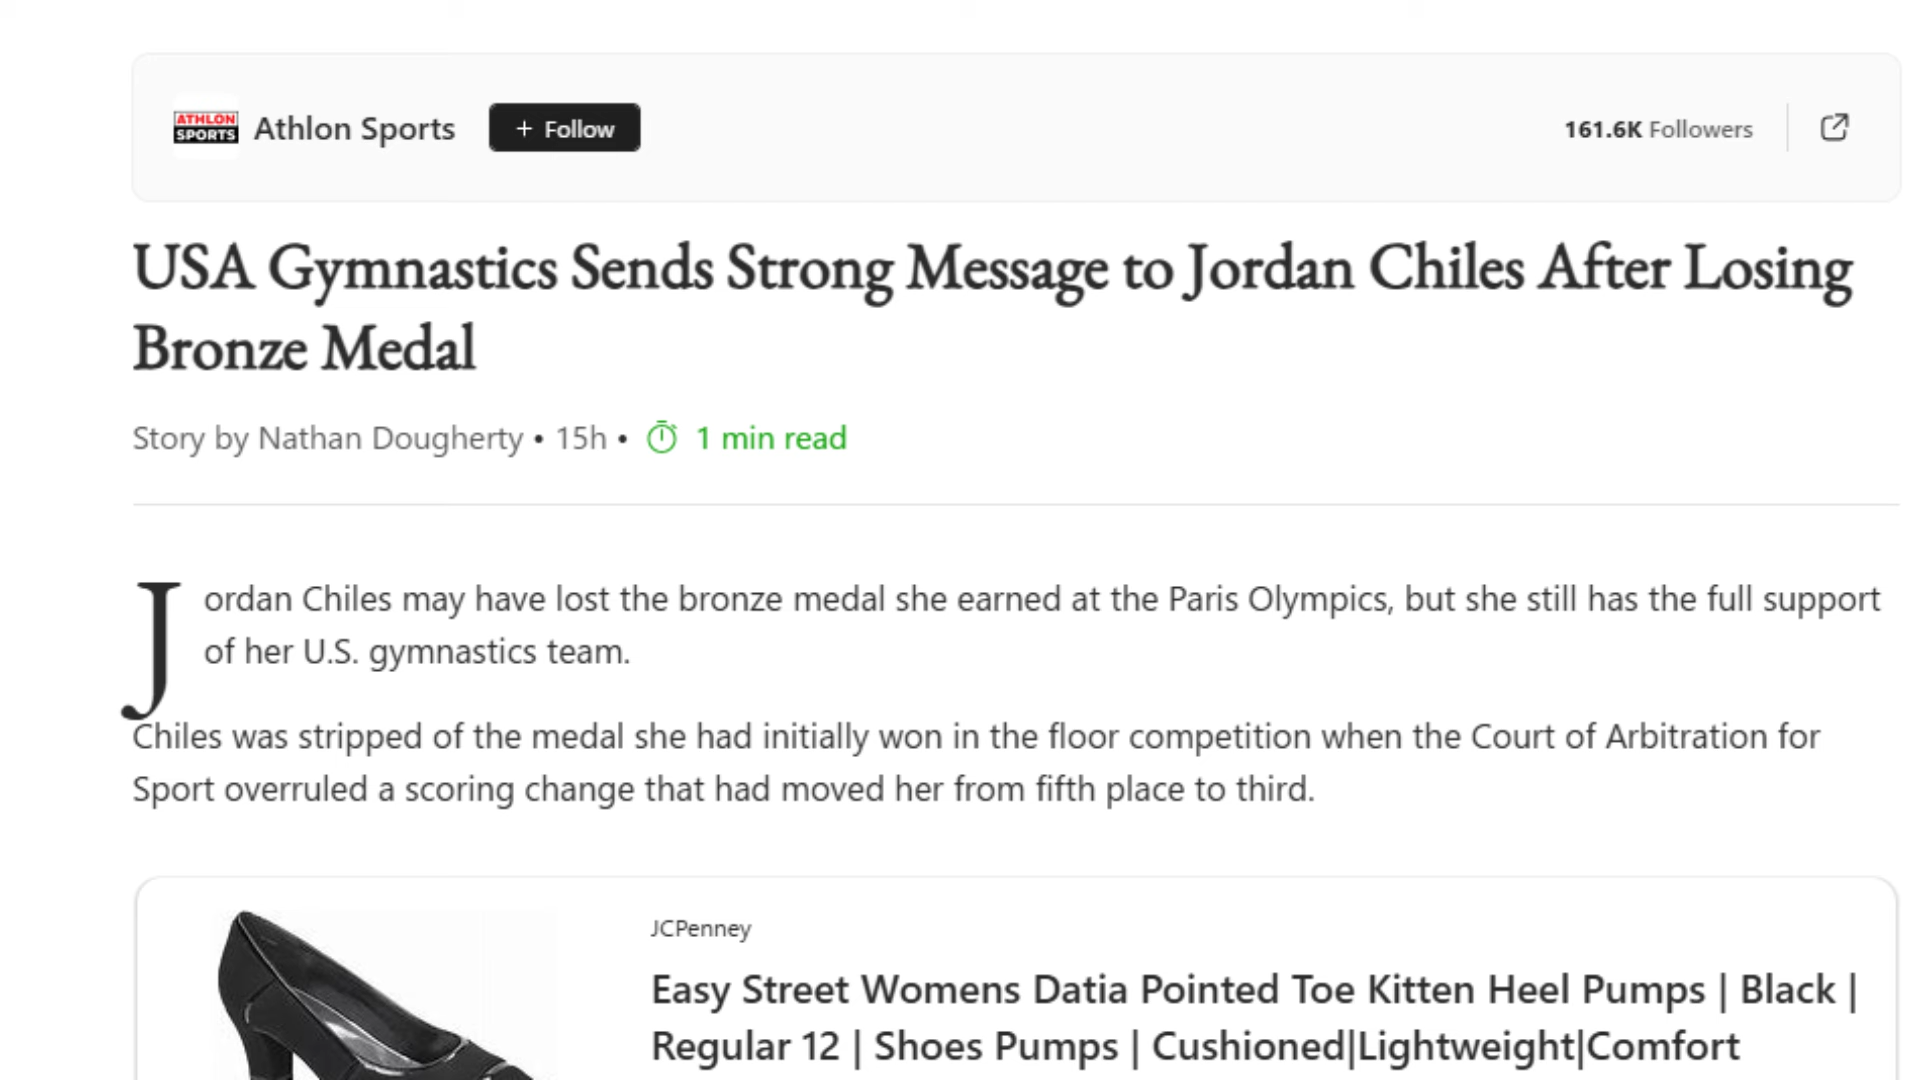 ATHLON
SPORTS
Athlon Sports
+ Follow
161.6K Followers
USA Gymnastics Sends Strong Message to Jordan Chiles After Losing
Bronze Medal
Story by Nathan Dougherty • 15h • 1 min read
Jordan Chiles may have lost the bronze medal she earned at the Paris Olympics, but she still has the full support
of her U.S. gymnastics team.
Chiles was stripped of the medal she had initially won in the floor competition when the Court of Arbitration for
Sport overruled a scoring change that had moved her from fifth place to third.
JCPenney
Easy Street Womens Datia Pointed Toe Kitten Heel Pumps | Black |
Regular 12 | Shoes Pumps | Cushioned|Lightweight|Comfort